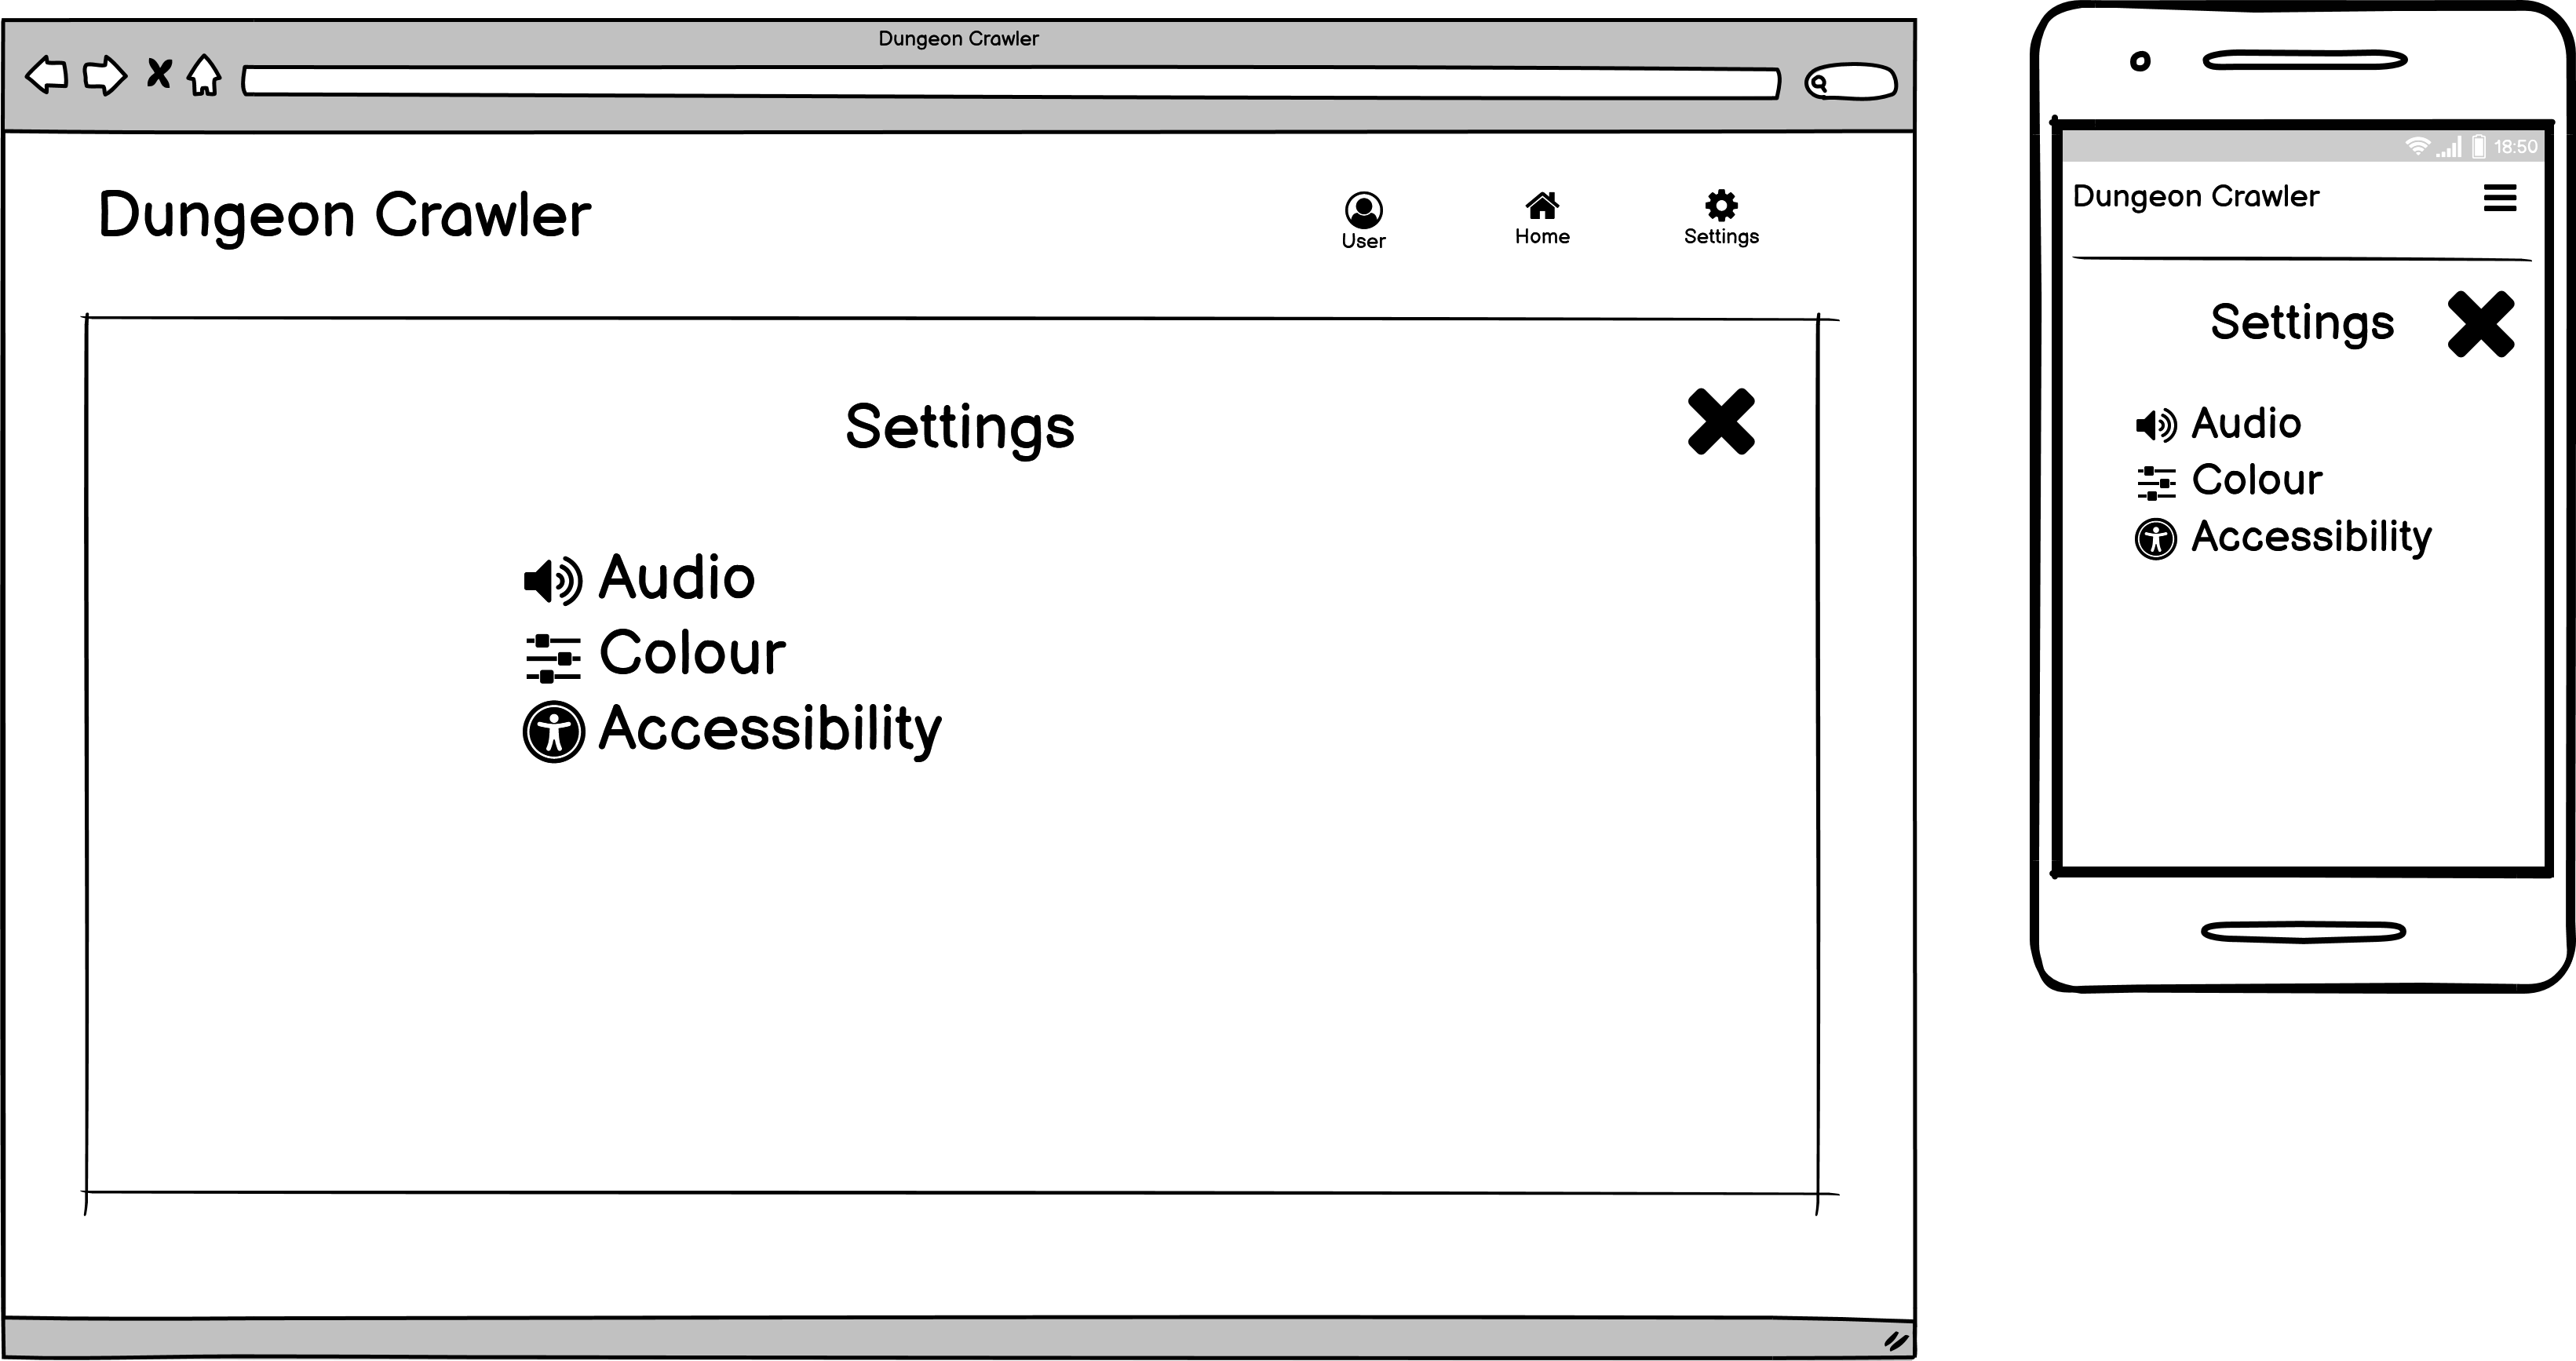 Dungeon Crawler
Dungeon Crawler
User
Home
Settings
Settings
Audio
Colour
Accessibility
18:50
Dungeon Crawler
Settings
Audio
Colour
Accessibility